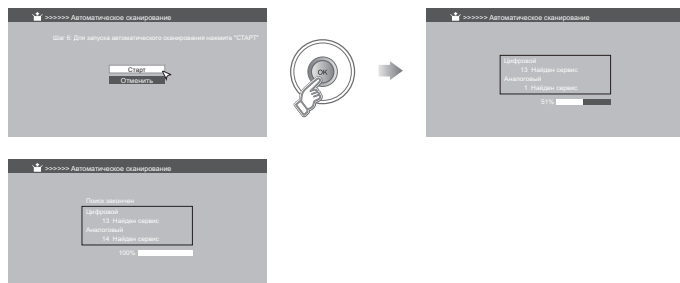 >>>>>> Автоматическое сканирование
Шаг 6. Для запуска автоматического сканирования нажмите "СТАРТ"
Старт
Отменить
OK
>>>>>> Автоматическое сканирование
Цифровой
13 Найден сервис
Аналоговый
1 Найден сервис
51%
>>>>>> Автоматическое сканирование
Поиск закончен
Цифровой
13 Найден сервис
Аналоговый
14 Найден сервис
100%